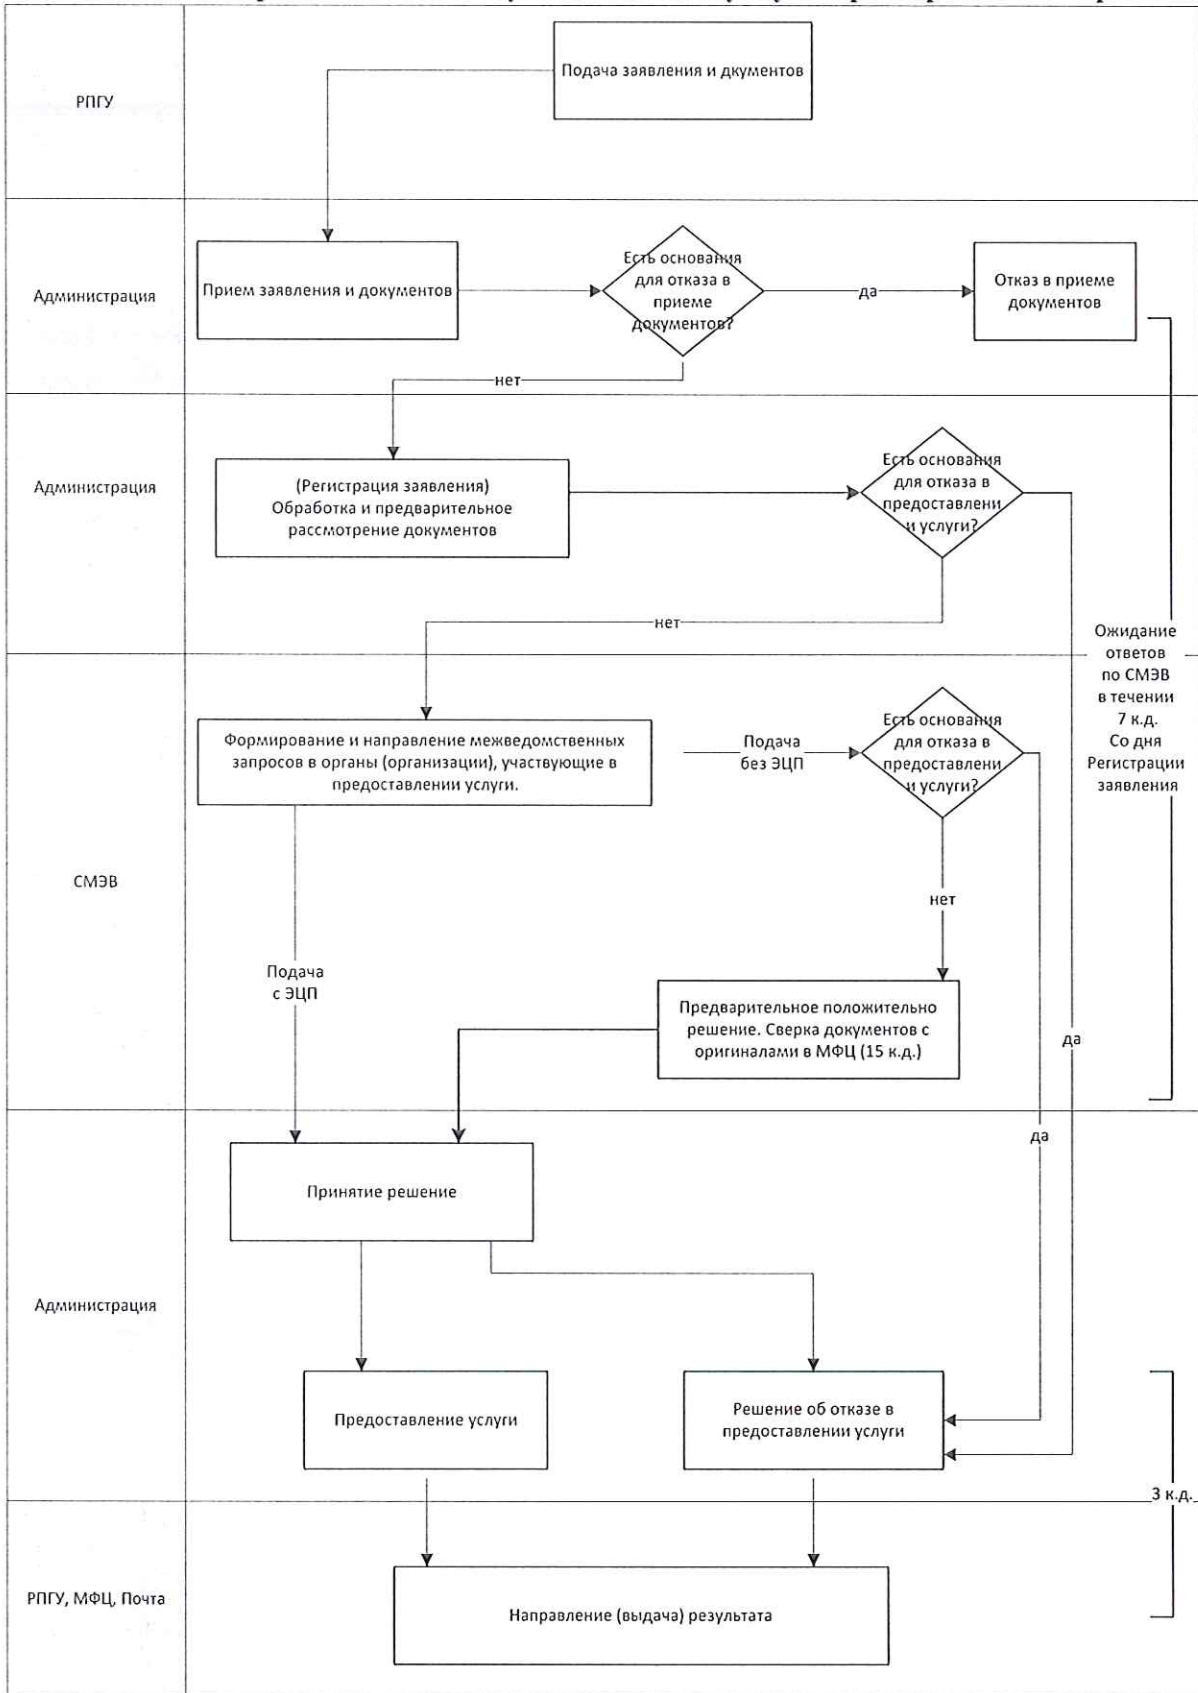 РПГУ
Подача заявления и дкументов
Администрация
Прием заявления и документов
Есть основания
для отказа в
приеме
документов?
да
Отказ в приеме
документов
нет
Администрация
(Регистрация заявления)
Обработка и предварительное
рассмотрение документов
Есть основания
для отказа в
предоставлени
и услуги?
нет
Ожидание
ответов
по СМЭВ
в течении
7 к.д.
Со дня
Регистрации
заявления
СМЭВ
Формирование и направление межведомственных
запросов в органы (организации), участвующие в
предоставлении услуги.
Подача
без ЭЦП
Есть основания
для отказа в
предоставлени
и услуги?
нет
Подача
с ЭЦП
Предварительное положительно
решение. Сверка документов с
оригиналами в МФЦ (15 к.д.)
да
да
Администрация
Принятие решение
Предоставление услуги
Решение об отказе в
предоставлении услуги
3 к.д.
РПГУ, МФЦ, Почта
Направление (выдача) результата